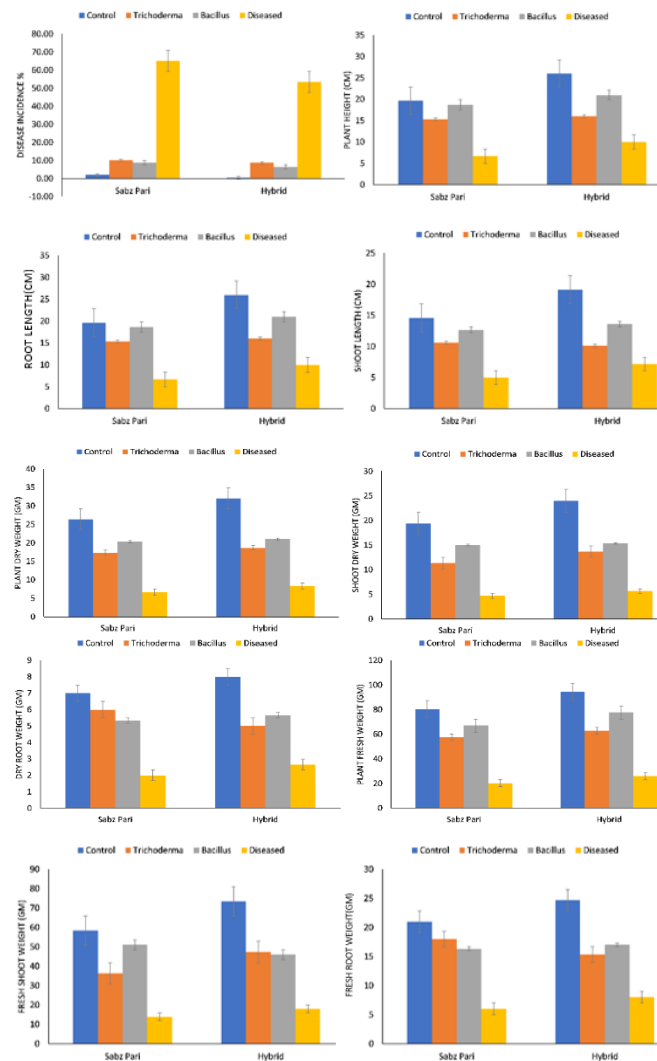 Control Trichoderma Bacillus Diseased
DISEASE INCIDENCE %
80.00
70.00
60.00
50.00
40.00
30.00
20.00
10.00
0.00
-10.00
Sabz Pari Hybrid
Control Trichoderma Bacillus Diseased
PLANT HEIGHT (CM)
35
30
25
20
15
10
5
0
Sabz Pari Hybrid
Control Trichoderma Bacillus Diseased
ROOT LENGTH(CM)
35
30
25
20
15
10
5
0
Sabz Pari Hybrid
Control Trichoderma Bacillus Diseased
SHOOT LENGTH (CM)
25
20
15
10
5
0
Sabz Pari Hybrid
Control Trichoderma Bacillus Diseased
PLANT DRY WEIGHT (GM)
40
35
30
25
20
15
10
5
0
Sabz Pari Hybrid
Control Trichoderma Bacillus Diseased
SHOOT DRY WEIGHT (GM)
30
25
20
15
10
5
0
Sabz Pari Hybrid
Control Trichoderma Bacillus Diseased
DRY ROOT WEIGHT (GM)
9
8
7
6
5
4
3
2
1
0
Sabz Pari Hybrid
Control Trichoderma Bacillus Diseased
PLANT FRESH WEIGHT (GM)
120
100
80
60
40
20
0
Sabz Pari Hybrid
Control Trichoderma Bacillus Diseased
FRESH SHOOT WEIGHT (GM)
90
80
70
60
50
40
30
20
10
0
Sabz Pari Hybrid
Control Trichoderma Bacillus Diseased
FRESH ROOT WEIGHT(GM)
30
25
20
15
10
5
0
Sabz Pari Hybrid